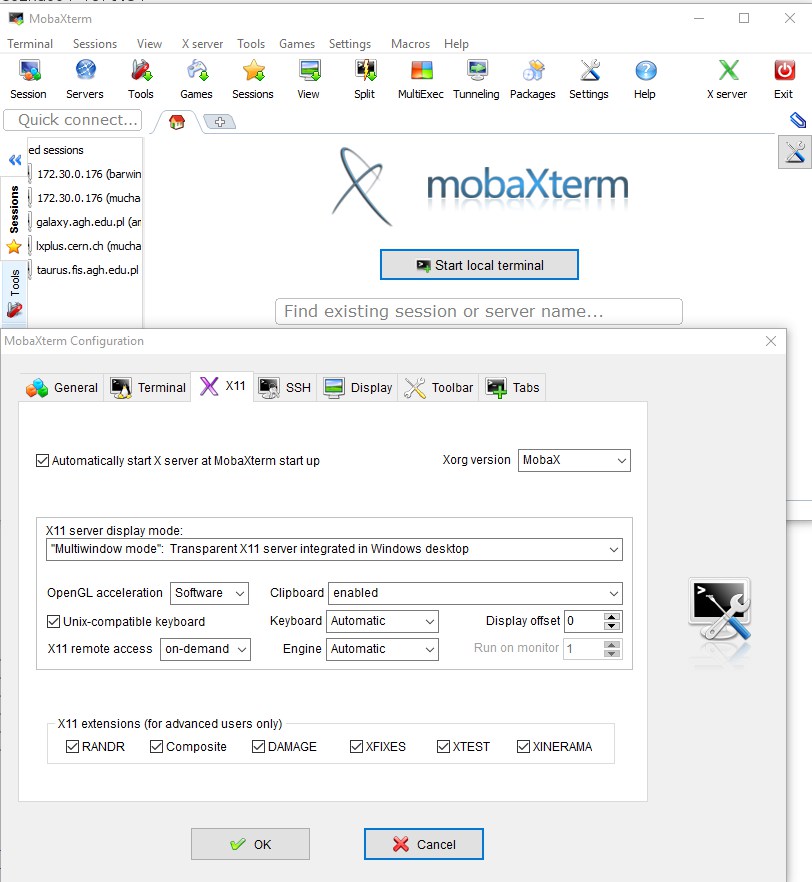 MobaXterm
Terminal Sessions View X server Tools Games Settings Macros Help
Session Servers Tools Games Sessions View Split MultiExec Tunneling Packages Settings Help X server Exit
Quick connect...
ed sessions
172.30.0.176 (barwin
172.30.0.176 (mucha
galaxy.agh.edu.pl (ar
lxplus.cern.ch (mucha
taurus.fis.agh.edu.pl
Sessions
Tools
mobaXterm
Start local terminal
Find existing session or server name...
MobaXterm Configuration
General Terminal X11 SSH Display Toolbar Tabs
Automatically start X server at MobaXterm start up Xorg version MobaX
X11 server display mode:
"Multiwindow mode": Transparent X11 server integrated in Windows desktop
OpenGL acceleration Software Clipboard enabled
Unix-compatible keyboard Keyboard Automatic Display offset 0
X11 remote access on-demand Engine Automatic Run on monitor 1
X11 extensions (for advanced users only)
RANDR Composite DAMAGE XFIXES XTEST XINERAMA
OK Cancel